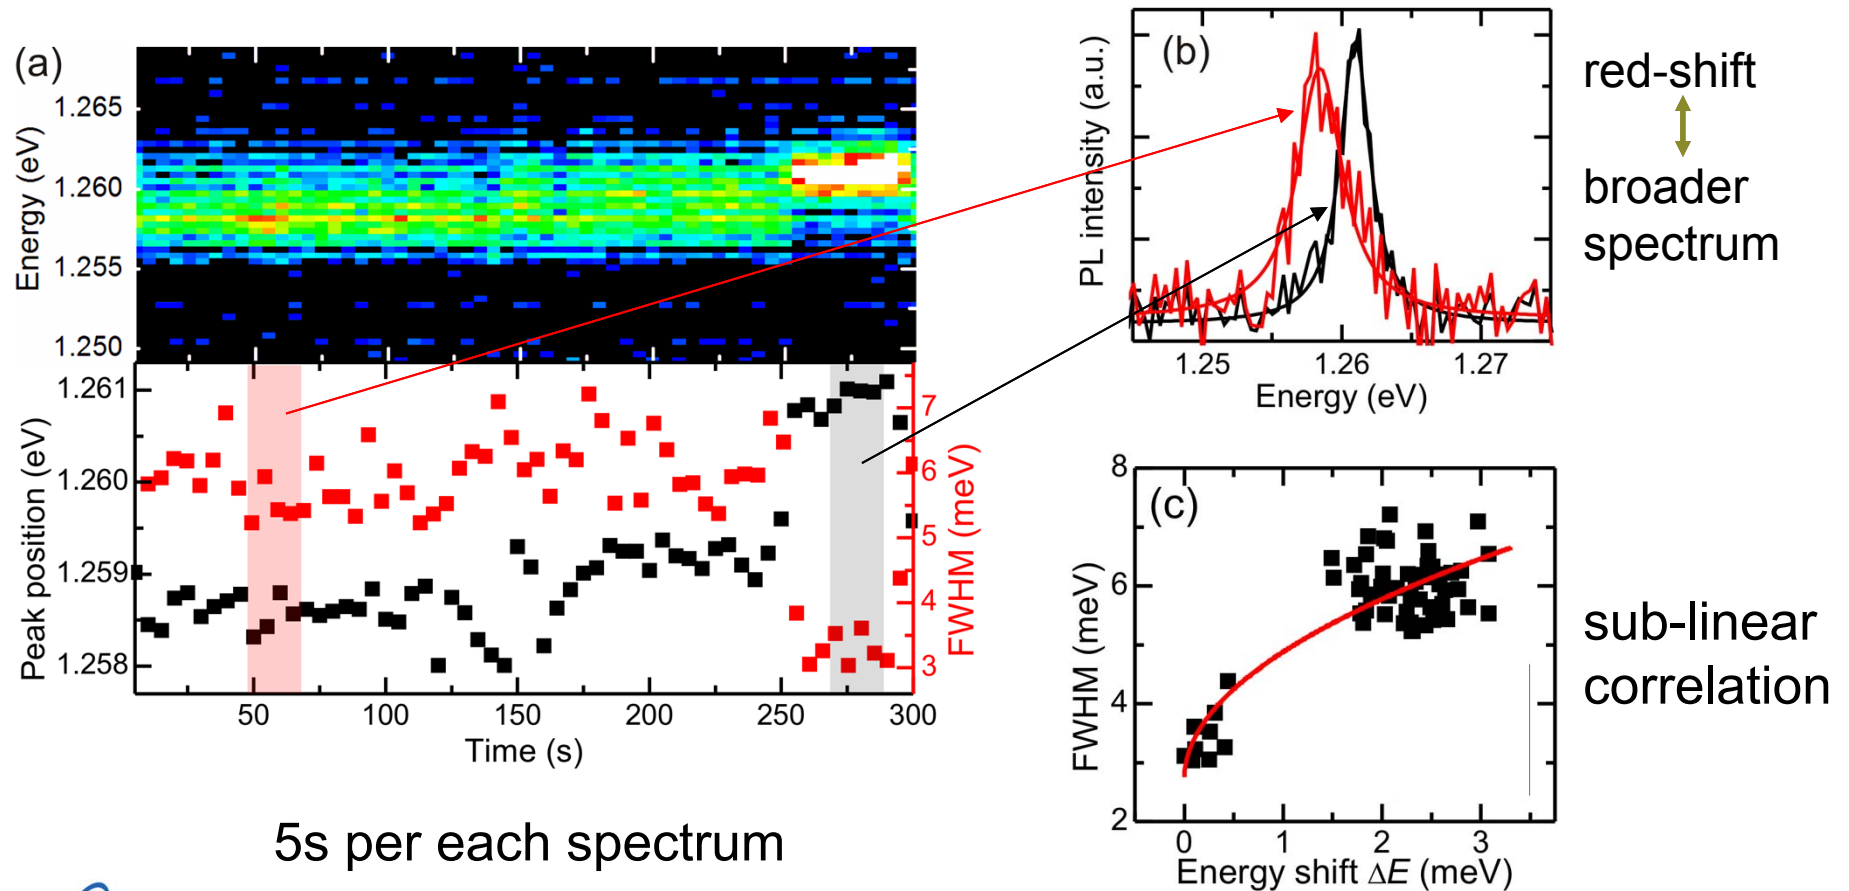 (a)
Energy (eV)
1.265
1.260
1.255
1.250
Peak position (eV)
1.261
1.260
1.259
1.258
7
6
5
4
3
FWHM (meV)
50 100 150 200 250 300
Time (s)
5s per each spectrum
(b)
PL intensity (a.u.)
1.25 1.26 1.27
Energy (eV)
red-shift
broader
spectrum
(c)
FWHM (meV)
8
6
4
2
0 1 2 3
Energy shift ΔE (meV)
sub-linear
correlation